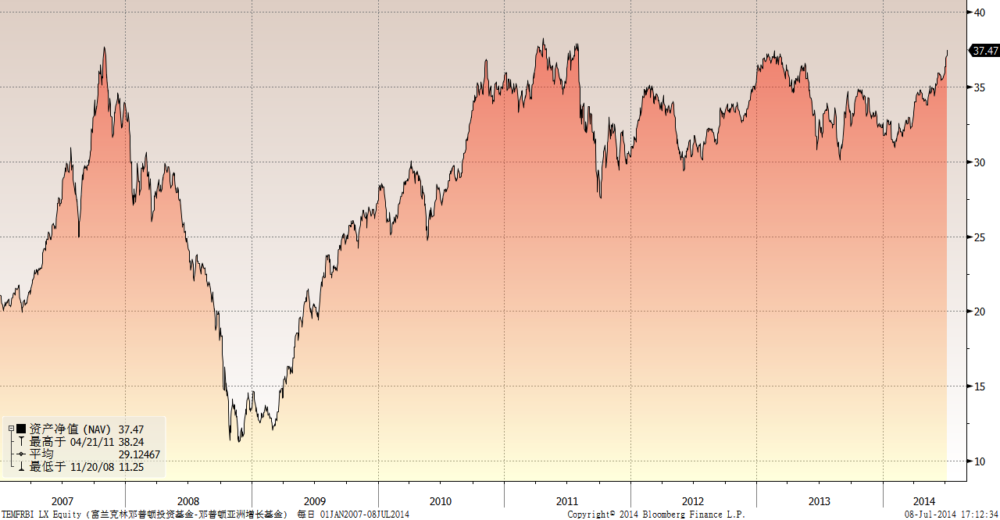 40
37.47
35
30
25
20
15
10
资产净值 (NAV) 37.47
最高于 04/21/11 38.24
平均 29.12467
最低于 11/20/08 11.25
2007 2008 2009 2010 2011 2012 2013 2014
TEMFRBI LX Equity (富兰克林邓普顿投资基金-邓普顿亚洲增长基金) 每日 01JAN2007-08JUL2014 Copyright© 2014 Bloomberg Finance L.P. 08-Jul-2014 17:12:34